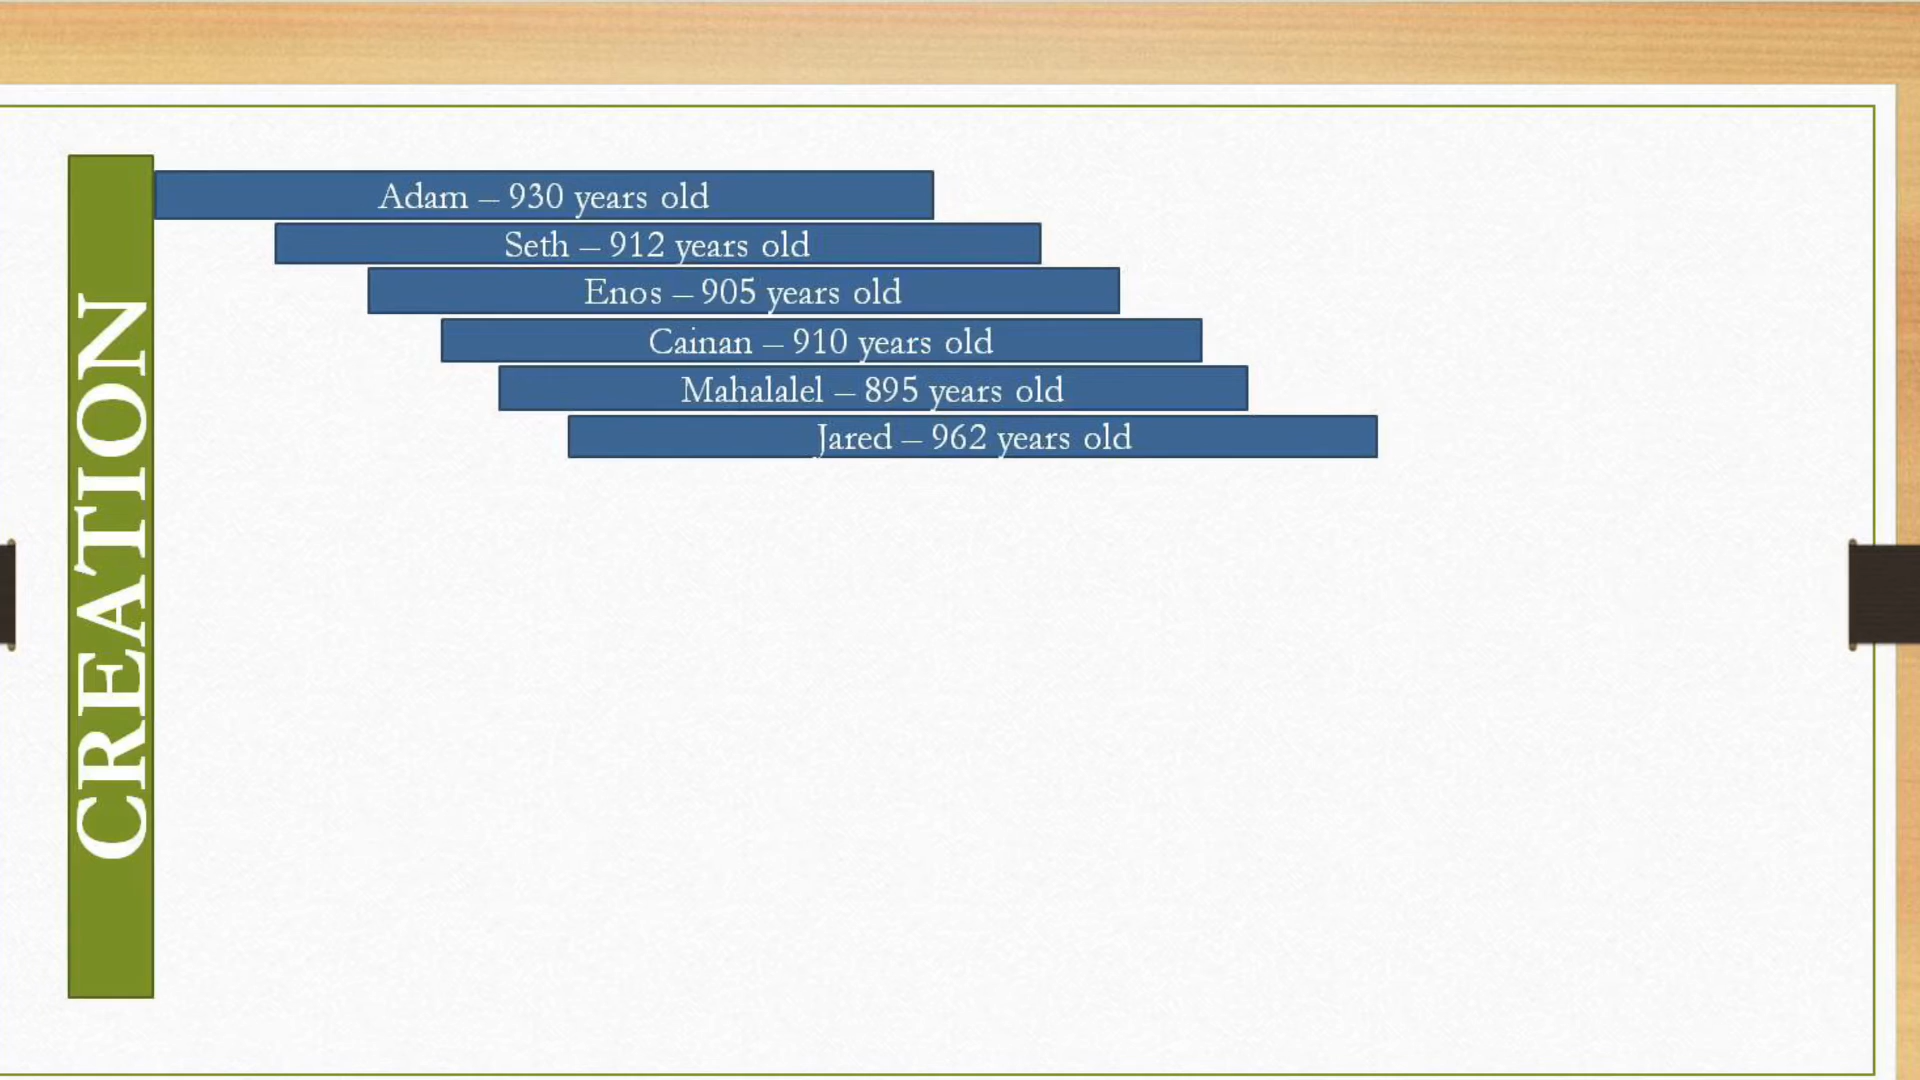 CREATION
Adam – 930 years old
Seth – 912 years old
Enos – 905 years old
Cainan – 910 years old
Mahalalel – 895 years old
Jared – 962 years old